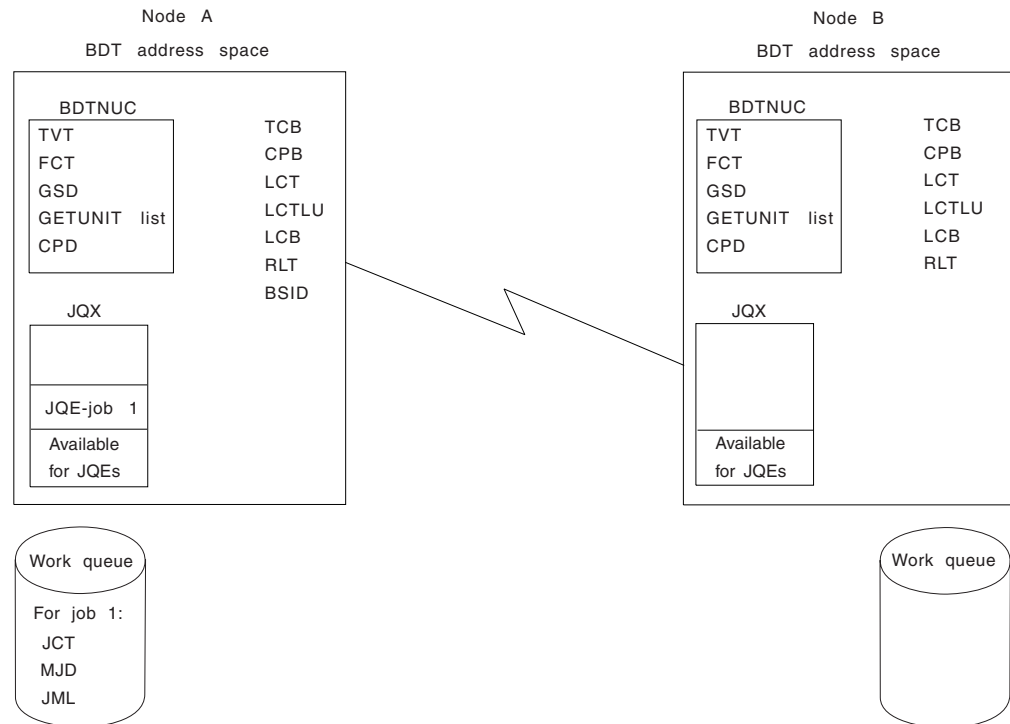 Node A
BDT address space
BDTNUC
TVT
FCT
GSD
GETUNIT list
CPD
TCB
CPB
LCT
LCTLU
LCB
RLT
BSID
JQX
JQE-job 1
Available
for JQEs
Work queue
For job 1:
JCT
MJD
JML
Node B
BDT address space
BDTNUC
TVT
FCT
GSD
GETUNIT list
CPD
TCB
CPB
LCT
LCTLU
LCB
RLT
JQX
Available
for JQEs
Work queue